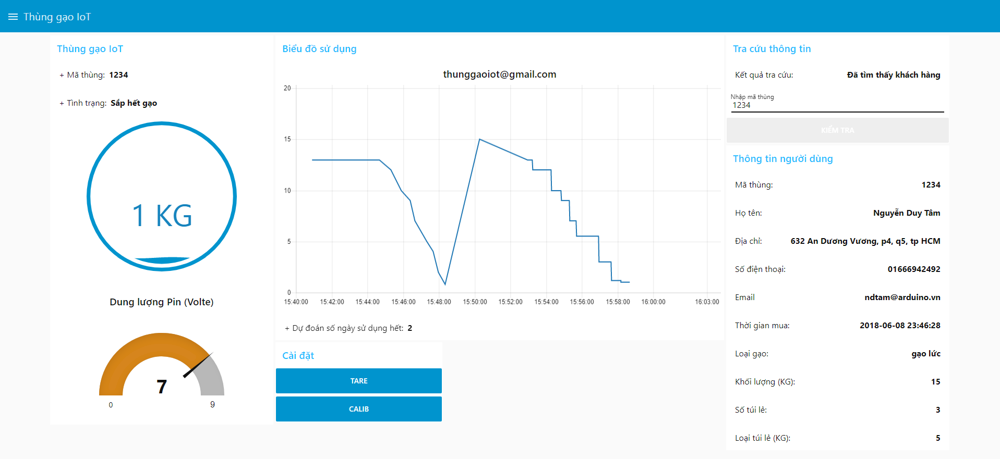 Thùng gạo IoT
Thùng gạo IoT
+ Mã thùng: 1234
+ Tình trạng: Sắp hết gạo
1 KG
Dung lượng Pin (Volte)
7
0
9
Biểu đồ sử dụng
thunggaoiot@gmail.com
20
15
10
5
0
15:40:00 15:42:00 15:44:00 15:46:00 15:48:00 15:50:00 15:52:00 15:54:00 15:56:00 15:58:00 16:00:00 16:03:00
+ Dự đoán số ngày sử dụng hết: 2
Cài đặt
TARE
CALIB
Tra cứu thông tin
Kết quả tra cứu: Đã tìm thấy khách hàng
Nhập mã thùng
1234
KIỂM TRA
Thông tin người dùng
Mã thùng: 1234
Họ tên: Nguyễn Duy Tâm
Địa chỉ: 632 An Dương Vương, p4, q5, tp HCM
Số điện thoại: 01666942492
Email ndtam@arduino.vn
Thời gian mua: 2018-06-08 23:46:28
Loại gạo: gạo lức
Khối lượng (KG): 15
Số túi lẻ: 3
Loại túi lẻ (KG): 5